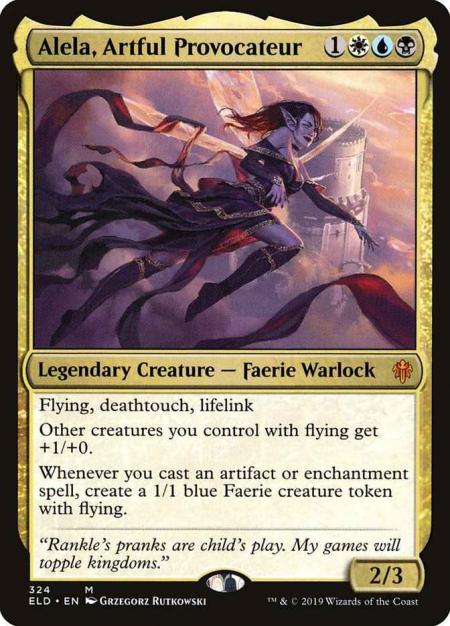 Alela, Artful Provocateur 1
Legendary Creature — Faerie Warlock
Flying, deathtouch, lifelink
Other creatures you control with flying get
+1/+0.
Whenever you cast an artifact or enchantment
spell, create a 1/1 blue Faerie creature token
with flying.
“Rankle’s pranks are child’s play. My games will
topple kingdoms.”
2/3
324 M
ELD • EN Grzegorz Rutkowski
™ & © 2019 Wizards of the Coast